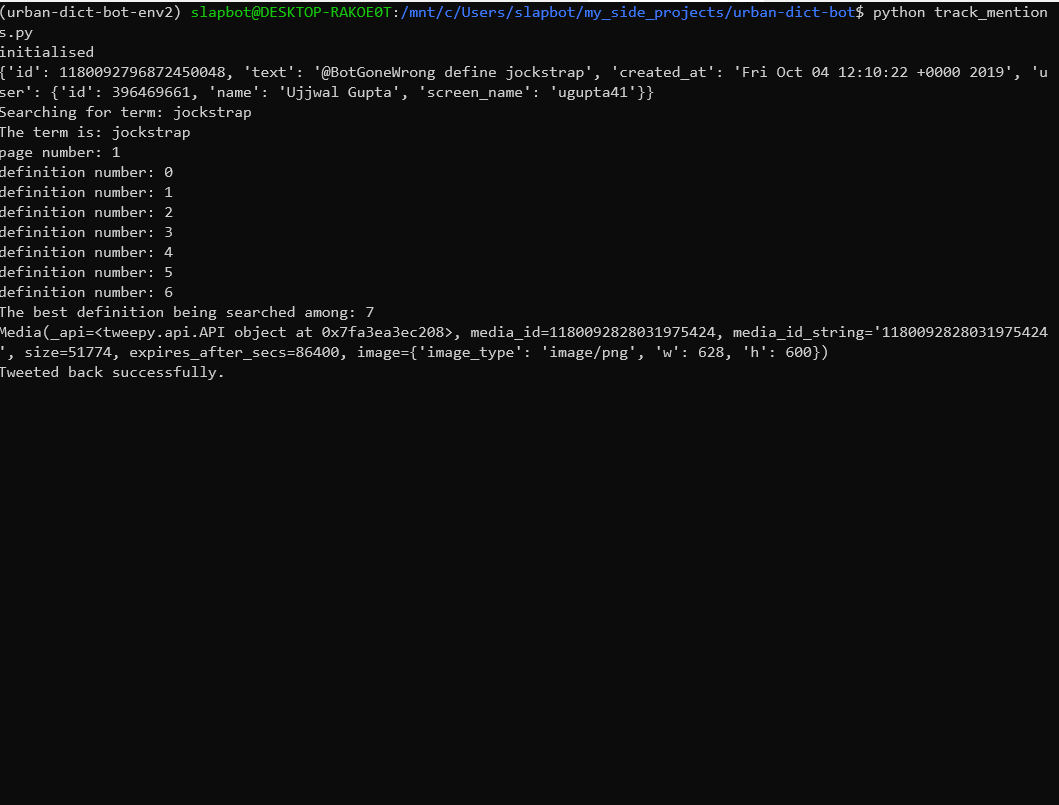 (urban-dict-bot-env2) slapbot@DESKTOP-RAKOE0T:/mnt/c/Users/slapbot/my_side_projects/urban-dict-bot$ python track_mention
s.py
initialised
{'id': 1180092796872450048, 'text': '@BotGoneWrong define jockstrap', 'created_at': 'Fri Oct 04 12:10:22 +0000 2019', 'u
ser': {'id': 396469661, 'name': 'Ujjwal Gupta', 'screen_name': 'ugupta41'}}
Searching for term: jockstrap
The term is: jockstrap
page number: 1
definition number: 0
definition number: 1
definition number: 2
definition number: 3
definition number: 4
definition number: 5
definition number: 6
The best definition being searched among: 7
Media(_api=<tweepy.api.API object at 0x7fa3ea3ec208>, media_id=1180092828031975424, media_id_string='1180092828031975424
', size=51774, expires_after_secs=86400, image={'image_type': 'image/png', 'w': 628, 'h': 600})
Tweeted back successfully.